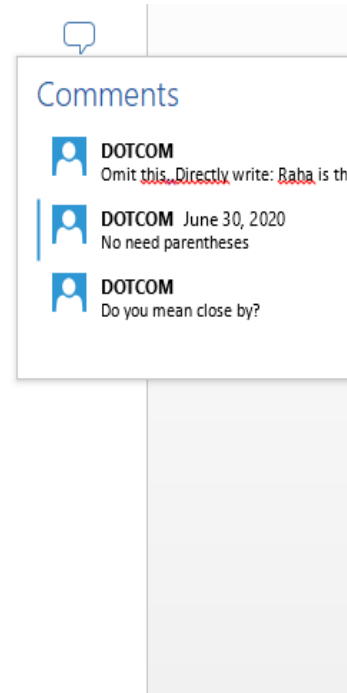 Comments
DOTCOM
Omit this,,Directly write: Raha is th
DOTCOM June 30, 2020
No need parentheses
DOTCOM
Do you mean close by?